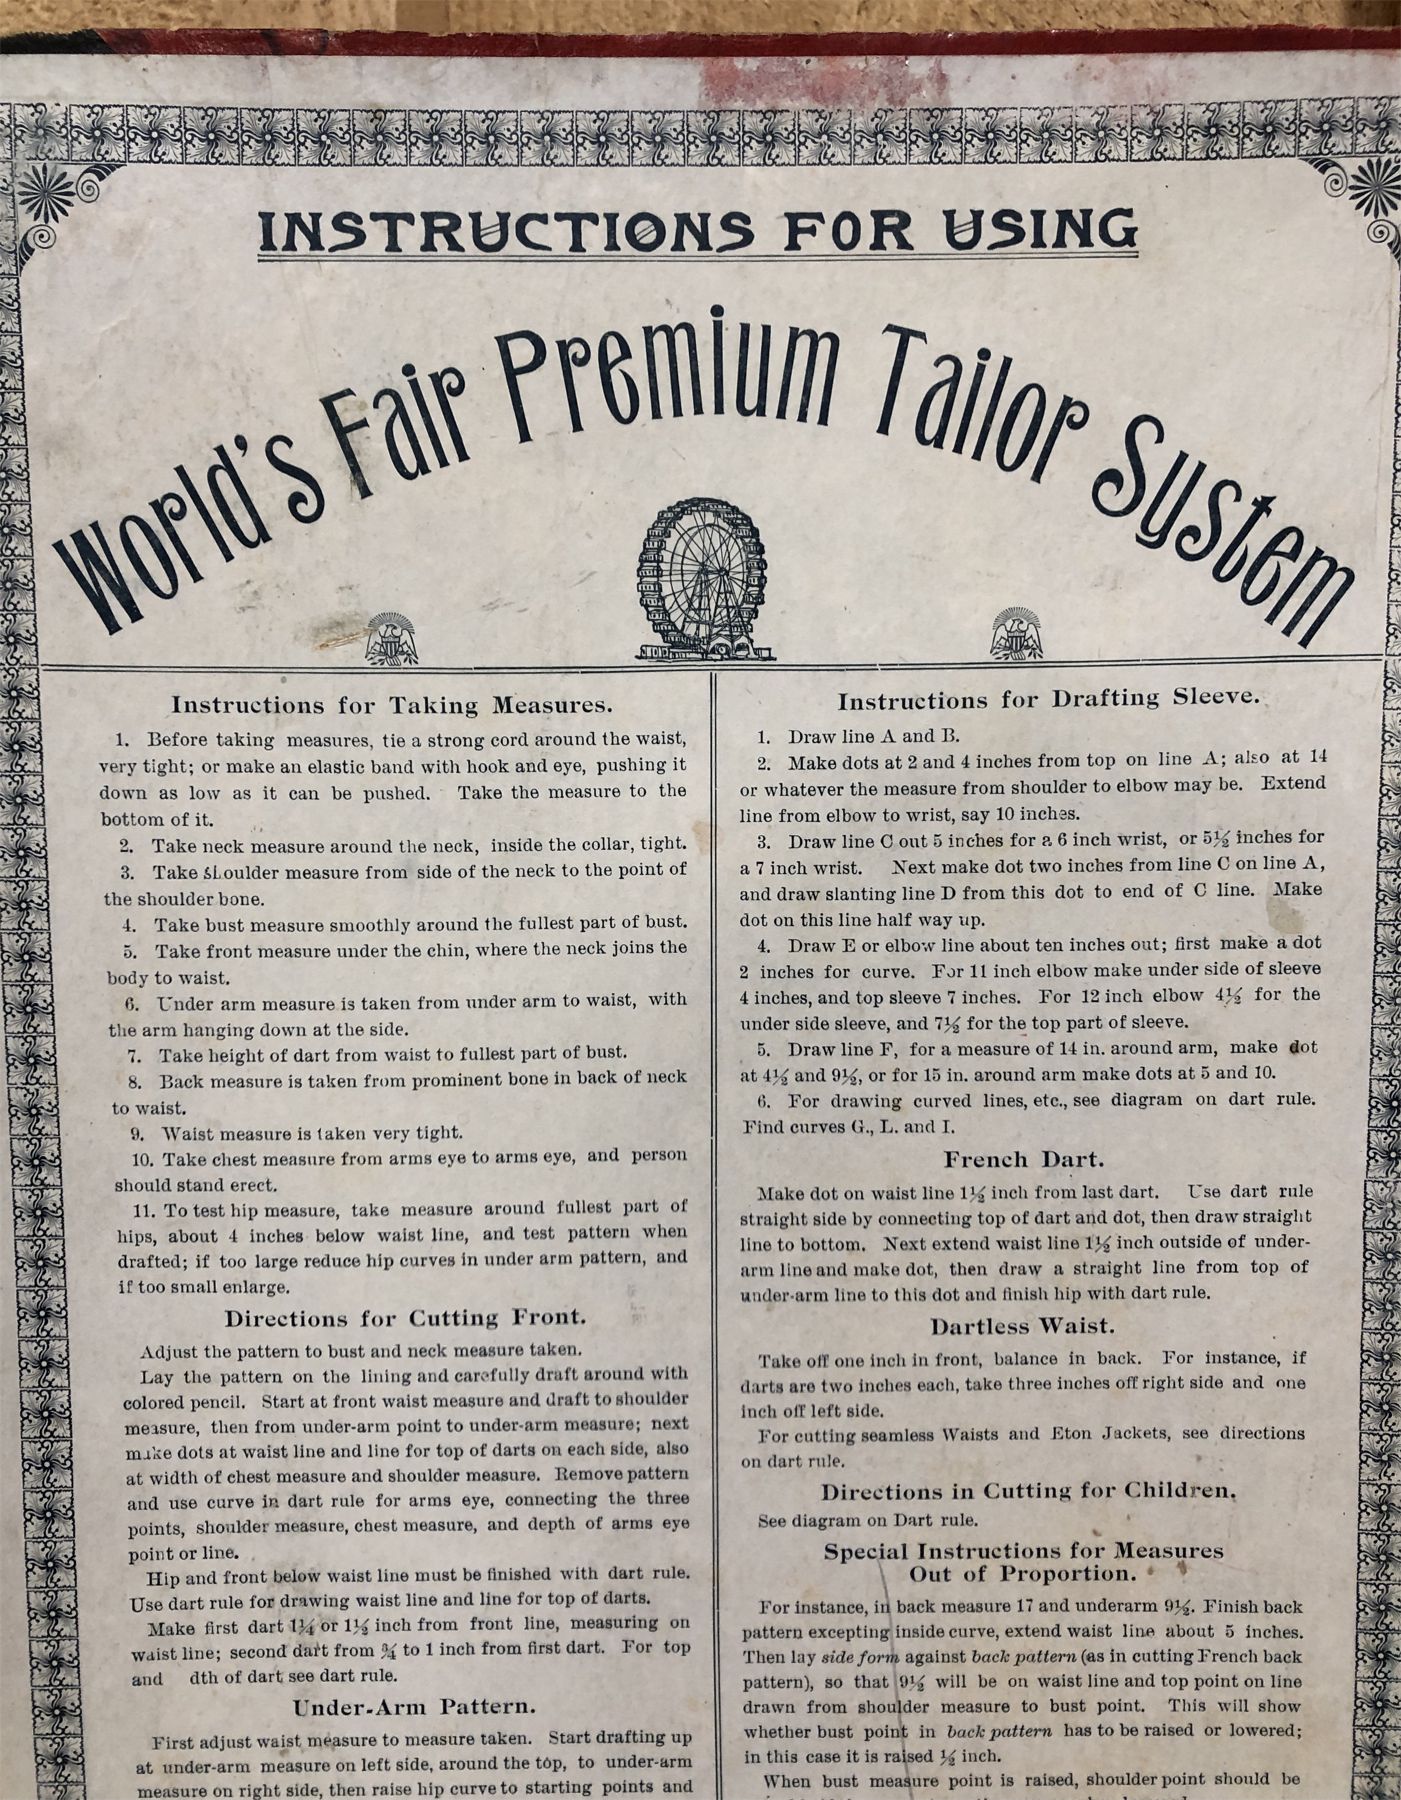 INSTRUCTIONS FOR USING
World's Fair Premium Tailor System
Instructions for Taking Measures.
1. Before taking measures, tie a strong cord around the waist,
very tight; or make an elastic band with hook and eye, pushing it
down as low as it can be pushed. Take the measure to the
bottom of it.
2. Take neck measure around the neck, inside the collar, tight.
3. Take shoulder measure from side of the neck to the point of
the shoulder bone.
4. Take bust measure smoothly around the fullest part of bust.
5. Take front measure under the chin, where the neck joins the
body to waist.
6. Under arm measure is taken from under arm to waist, with
the arm hanging down at the side.
7. Take height of dart from waist to fullest part of bust.
8. Back measure is taken from prominent bone in back of neck
to waist.
9. Waist measure is taken very tight.
10. Take chest measure from arms eye to arms eye, and person
should stand erect.
11. To test hip measure, take measure around fullest part of
hips, about 4 inches below waist line, and test pattern when
drafted; if too large reduce hip curves in under arm pattern, and
if too small enlarge.
Directions for Cutting Front.
Adjust the pattern to bust and neck measure taken.
Lay the pattern on the lining and carefully draft around with
colored pencil. Start at front waist measure and draft to shoulder
measure, then from under-arm point to under-arm measure; next
make dots at waist line and line for top of darts on each side, also
at width of chest measure and shoulder measure. Remove pattern
and use curve in dart rule for arms eye, connecting the three
points, shoulder measure, chest measure, and depth of arms eye
point or line.
Hip and front below waist line must be finished with dart rule.
Use dart rule for drawing waist line and line for top of darts.
Make first dart 1¼ or 1½ inch from front line, measuring on
waist line; second dart from ¾ to 1 inch from first dart. For top
and dth of dart see dart rule.
Under-Arm Pattern.
First adjust waist measure to measure taken. Start drafting up
at under-arm measure on left side, around the top, to under-arm
measure on right side, then raise hip curve to starting points and
Instructions for Drafting Sleeve.
1. Draw line A and B.
2. Make dots at 2 and 4 inches from top on line A; also at 14
or whatever the measure from shoulder to elbow may be. Extend
line from elbow to wrist, say 10 inches.
3. Draw line C out 5 inches for a 6 inch wrist, or 5½ inches for
a 7 inch wrist. Next make dot two inches from line C on line A,
and draw slanting line D from this dot to end of C line. Make
dot on this line half way up.
4. Draw E or elbow line about ten inches out; first make a dot
2 inches for curve. For 11 inch elbow make under side of sleeve
4 inches, and top sleeve 7 inches. For 12 inch elbow 4½ for the
under side sleeve, and 7½ for the top part of sleeve.
5. Draw line F, for a measure of 14 in. around arm, make dot
at 4½ and 9½, or for 15 in. around arm make dots at 5 and 10.
6. For drawing curved lines, etc., see diagram on dart rule.
Find curves G., L. and I.
French Dart.
Make dot on waist line 1½ inch from last dart. Use dart rule
straight side by connecting top of dart and dot, then draw straight
line to bottom. Next extend waist line 1½ inch outside of under-
arm line and make dot, then draw a straight line from top of
under-arm line to this dot and finish hip with dart rule.
Dartless Waist.
Take off one inch in front, balance in back. For instance, if
darts are two inches each, take three inches off right side and one
inch off left side.
For cutting seamless Waists and Eton Jackets, see directions
on dart rule.
Directions in Cutting for Children.
See diagram on Dart rule.
Special Instructions for Measures
Out of Proportion.
For instance, in back measure 17 and underarm 9½. Finish back
pattern excepting inside curve, extend waist line about 5 inches.
Then lay side form against back pattern (as in cutting French back
pattern), so that 9½ will be on waist line and top point on line
drawn from shoulder measure to bust point. This will show
whether bust point in back pattern has to be raised or lowered;
in this case it is raised ½ inch.
When bust measure point is raised, shoulder point should be